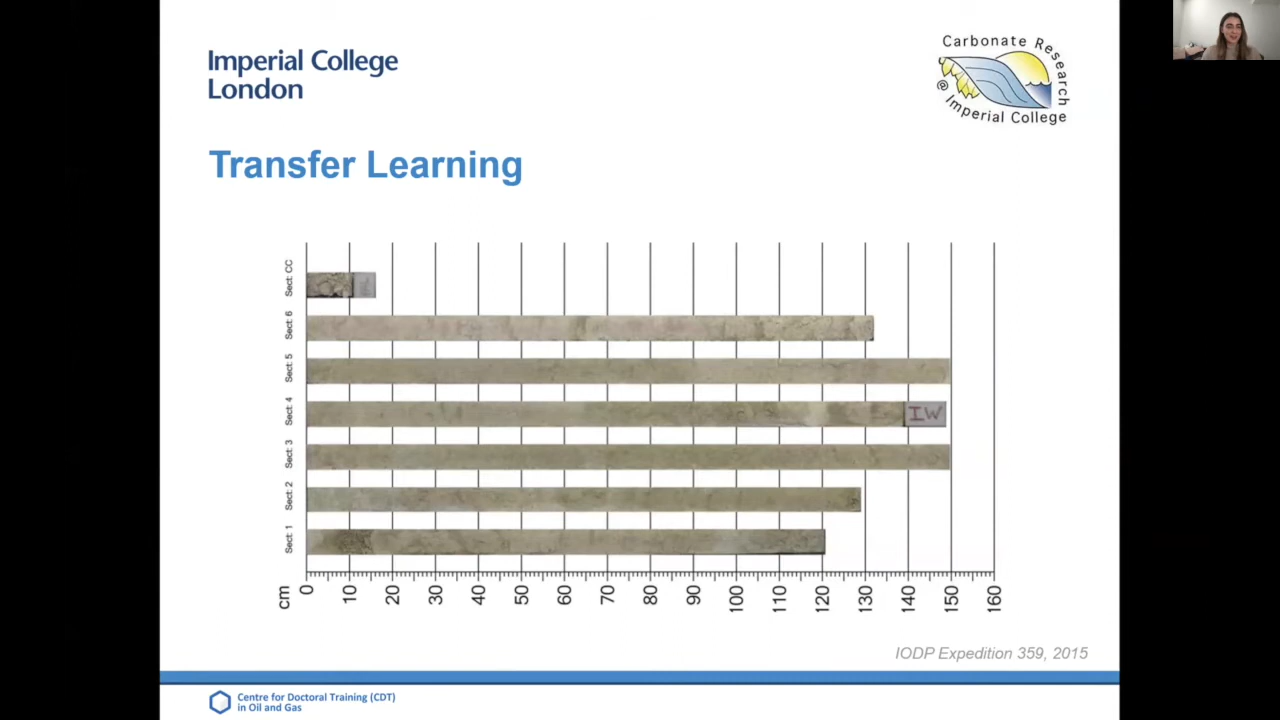 Imperial College
London
Carbonate Research
@ Imperial College
Transfer Learning
Sect: CC
Sect: 6
Sect: 5
Sect: 4
IW
Sect: 3
Sect: 2
Sect: 1
cm
0 10 20 30 40 50 60 70 80 90 100 110 120 130 140 150 160
IODP Expedition 359, 2015
Centre for Doctoral Training (CDT)
in Oil and Gas